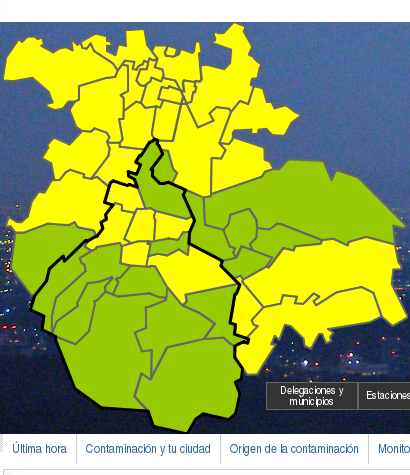 Delegaciones y
municipios
Estaciones
Última hora
Contaminación y tu ciudad
Origen de la contaminación
Monito